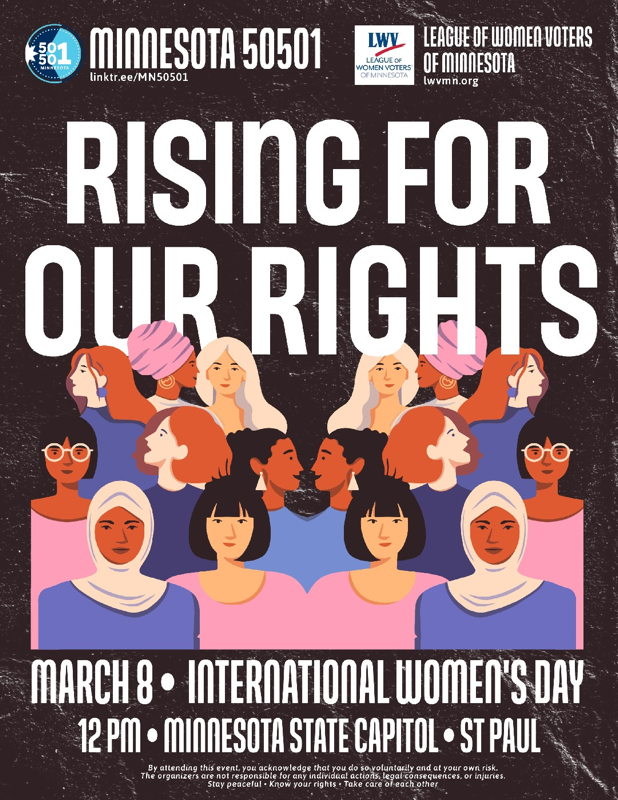 50
501
MINNESOTA
MINNESOTA 50501
linktr.ee/MN50501
LWV
LEAGUE OF
WOMEN VOTERS
OF MINNESOTA
LEAGUE OF WOMEN VOTERS
OF MINNESOTA
lwvmn.org
RISING FOR
OUR RIGHTS
MARCH 8 • INTERNATIONAL WOMEN'S DAY
12 PM • MINNESOTA STATE CAPITOL • ST PAUL
By attending this event, you acknowledge that you do so voluntarily and at your own risk.
The organizers are not responsible for any individual actions, legal consequences, or injuries.
Stay peaceful • Know your rights • Take care of each other